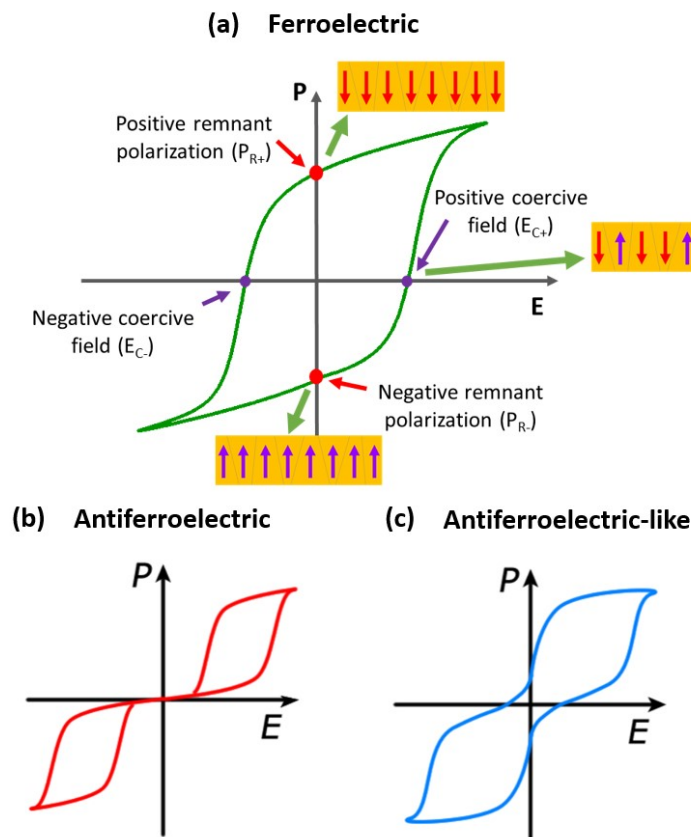 (a) Ferroelectric
P
Positive remnant
polarization (PR+)
Positive coercive
field (EC+)
E
Negative coercive
field (EC-)
Negative remnant
polarization (PR-)
(b) Antiferroelectric
(c) Antiferroelectric-like
P
P
E
E